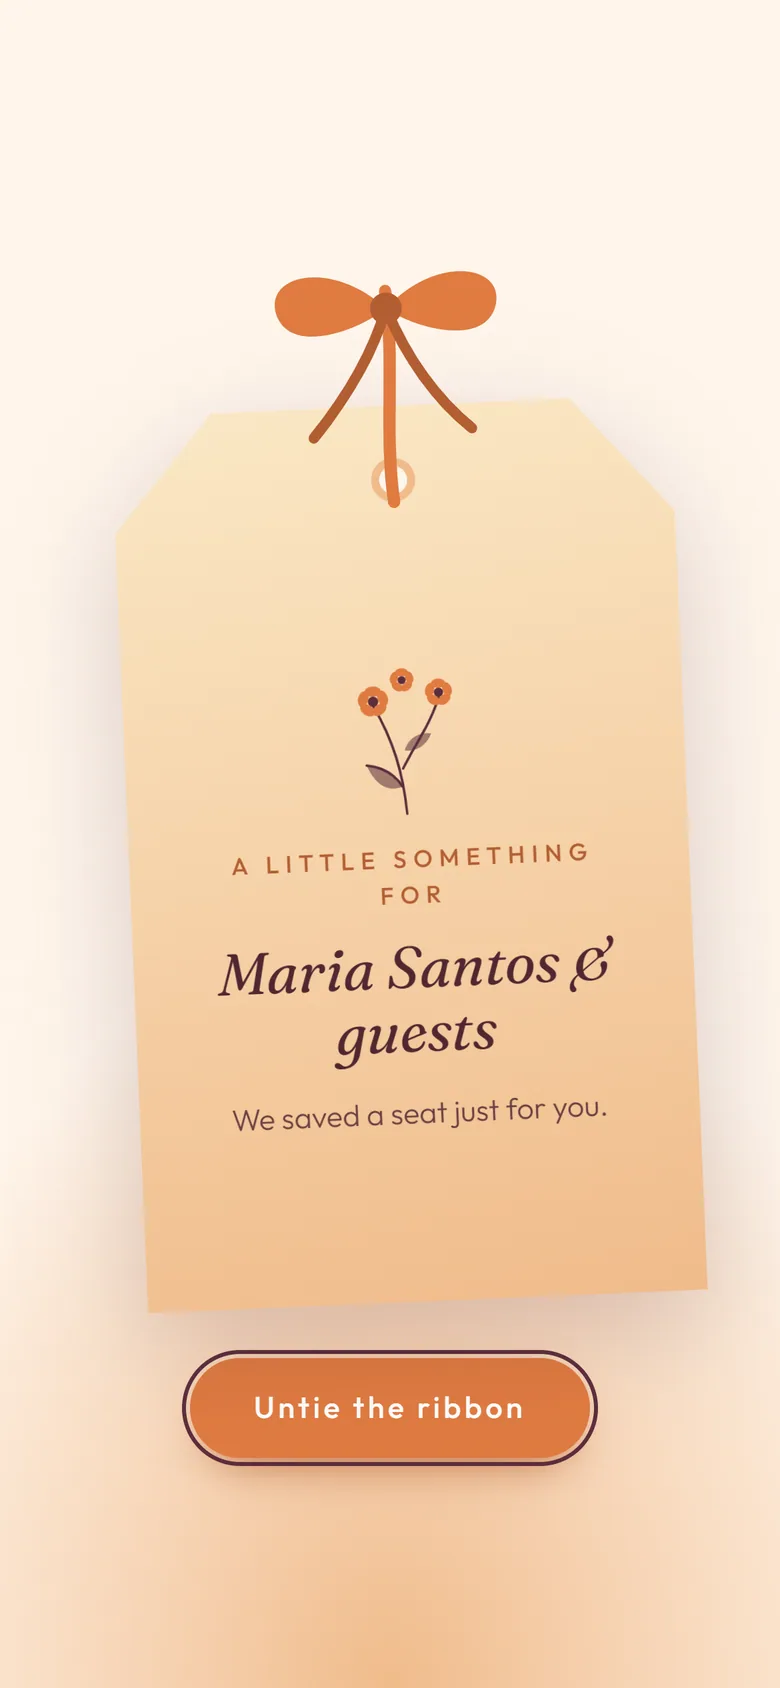 A LITTLE SOMETHING
FOR
Maria Santos &
guests
We saved a seat just for you.
Untie the ribbon